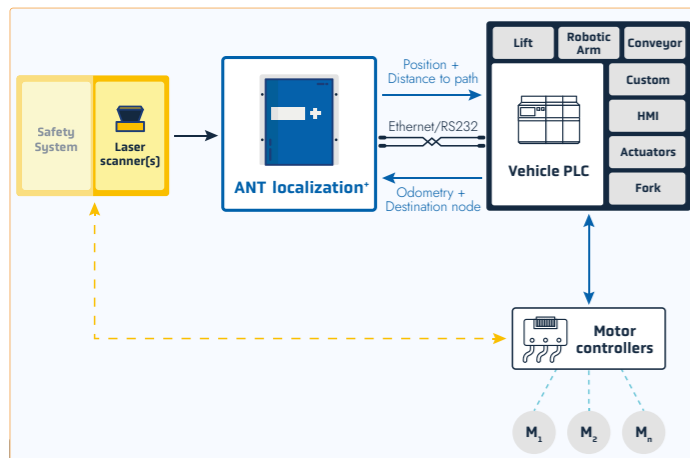 Lift
Robotic
Arm
Conveyor
Position +
Distance to path
Custom
Safety
System
Laser
scanner(s)
Ethernet/RS232
HMI
Vehicle PLC
Actuators
ANT localization⁺
Odometry +
Destination node
Fork
Motor
controllers
M₁
M₂
Mₙ